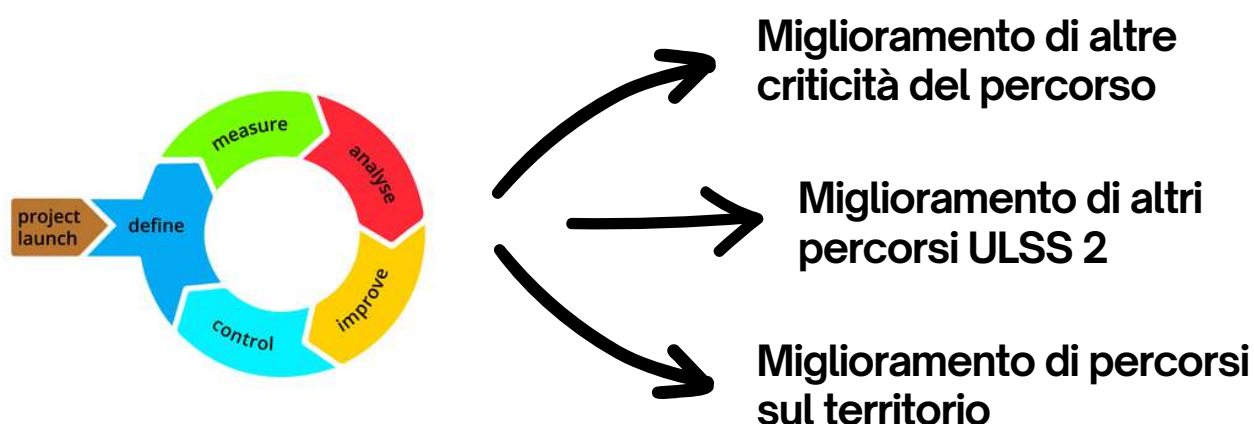 project
launch
define
measure
analyse
improve
control
Miglioramento di altre
criticità del percorso
Miglioramento di altri
percorsi ULSS 2
Miglioramento di percorsi
sul territorio